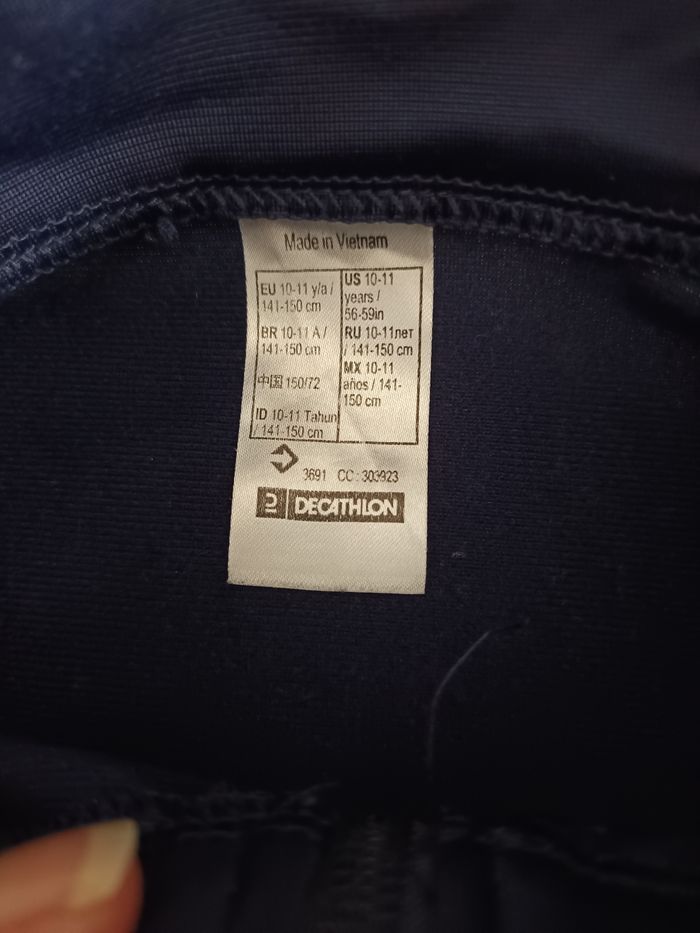 Made in Vietnam
EU 10-11 y/a /
141-150 cm
BR 10-11 A /
141-150 cm
中国 150/72
ID 10-11 Tahun
/ 141-150 cm
US 10-11
years /
56-59in
RU 10-11лет
/ 141-150 cm
MX 10-11
años / 141-
150 cm
3691 CC: 303923
DECATHLON